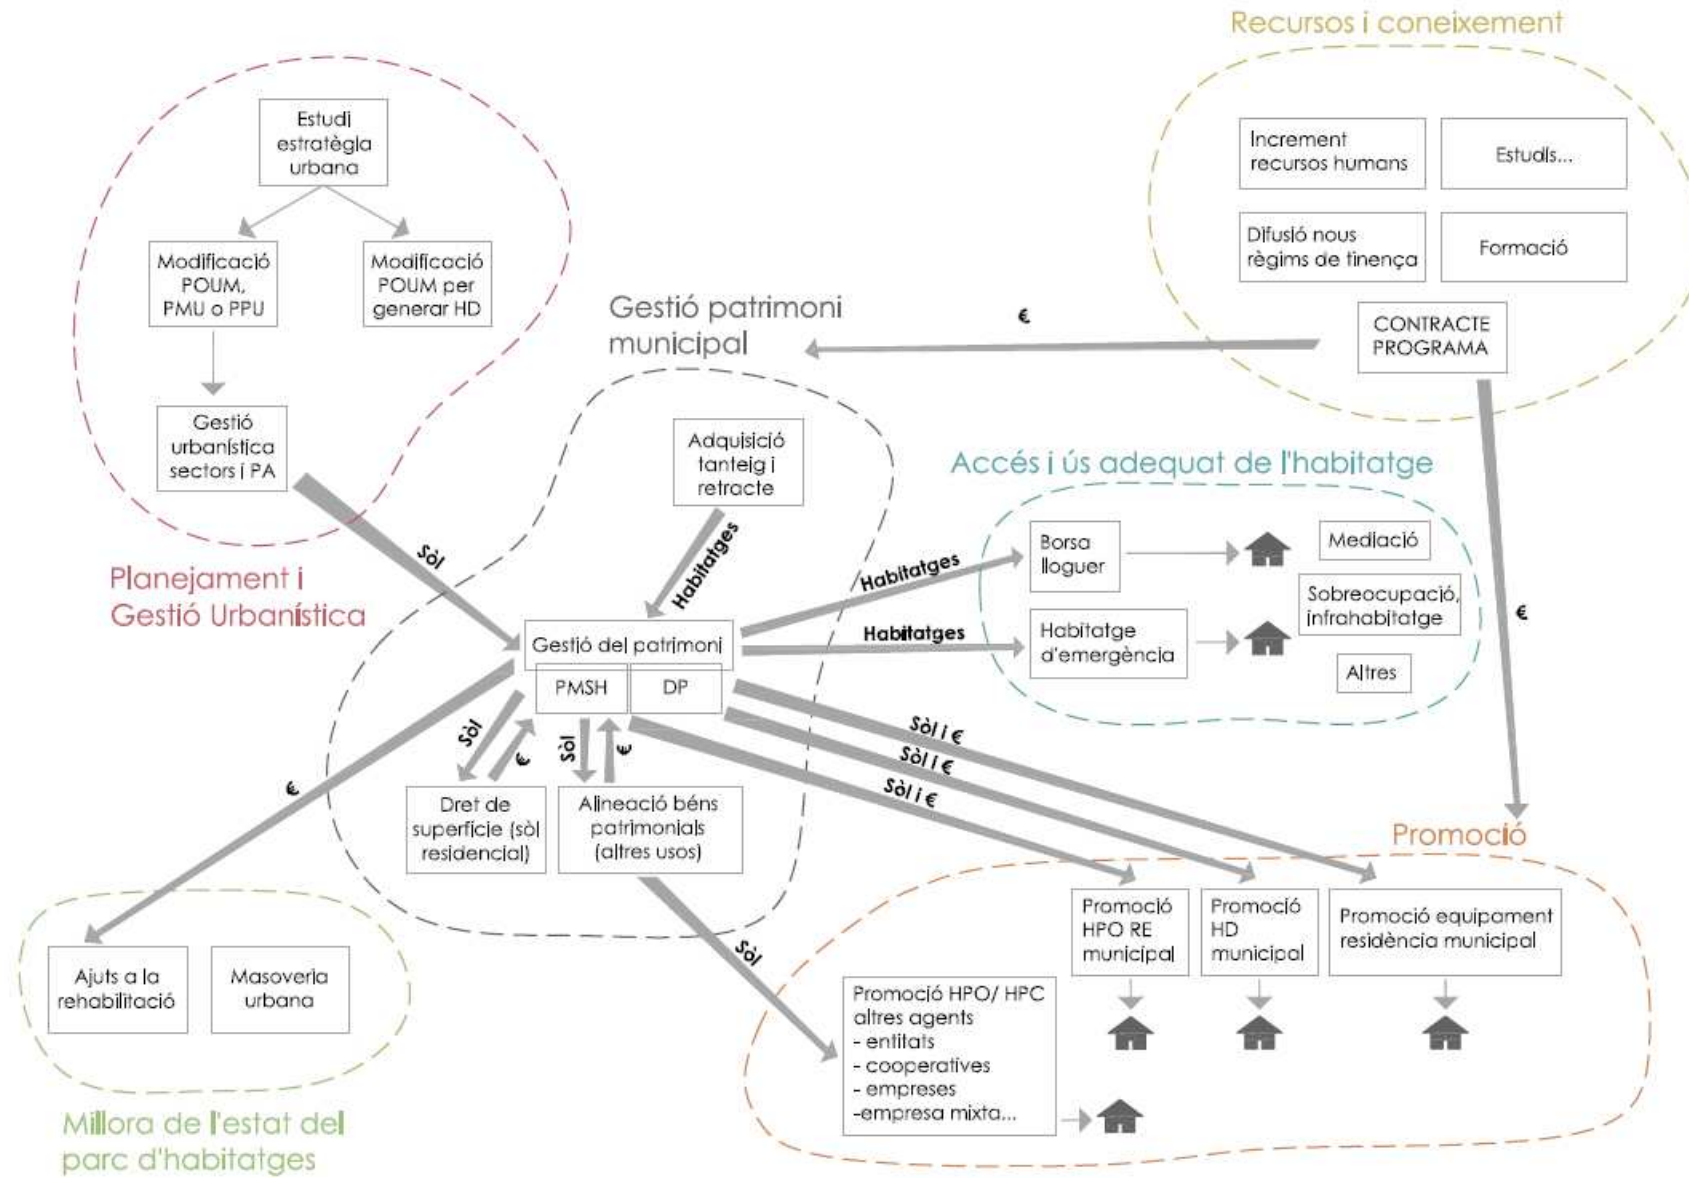 Recursos i coneixement
Increment
recursos humans
Estudis...
Difusió nous
règims de tinença
Formació
CONTRACTE
PROGRAMA
€
€
Estudi
estratègia
urbana
Modificació
POUM,
PMU o PPU
Modificació
POUM per
generar HD
Gestió
urbanística
sectors i PA
Sòl
Planejament i
Gestió Urbanística
Gestió patrimoni
municipal
Adquisició
tanteig i
retracte
Habitatges
Gestió del patrimoni
PMSH
DP
Habitatges
Habitatges
Sòl
€
Sòl
€
€
Dret de
superfície (sòl
residencial)
Alineació béns
patrimonials
(altres usos)
Sòl
Sòl i €
Sòl i €
Sòl i €
Accés i ús adequat de l'habitatge
Borsa
lloguer
Habitatge
d'emergència
Mediació
Sobreocupació,
infrahabitatge
Altres
Promoció
Promoció
HPO RE
municipal
Promoció
HD
municipal
Promoció equipament
residència municipal
Promoció HPO/ HPC
altres agents
- entitats
- cooperatives
- empreses
-empresa mixta...
Ajuts a la
rehabilitació
Masoveria
urbana
Millora de l'estat del
parc d'habitatges